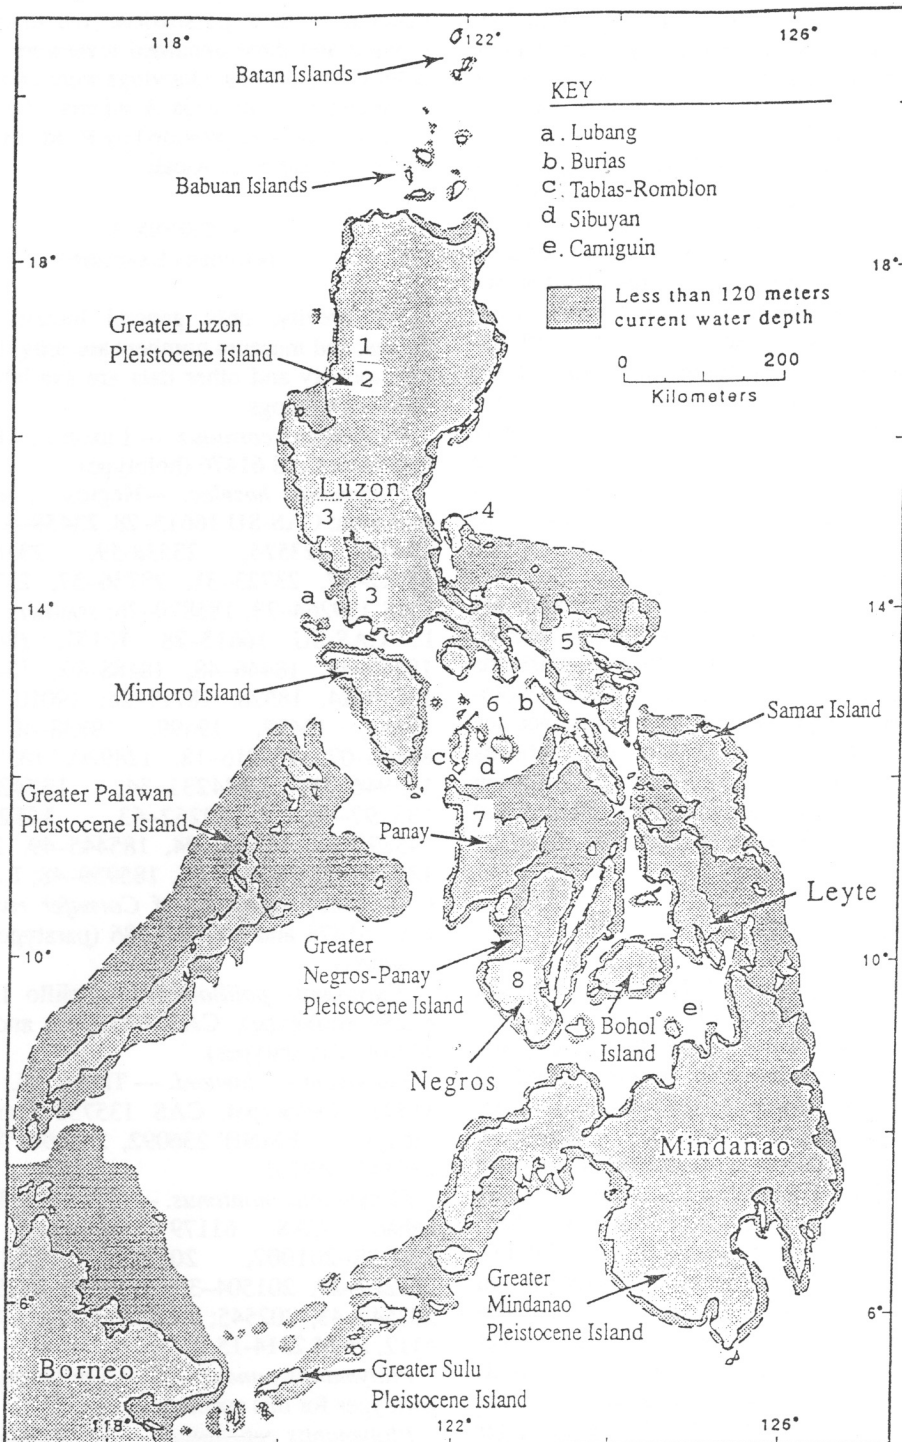 118°
122°
126°
Batan Islands
KEY
a. Lubang
b. Burias
c. Tablas-Romblon
d. Sibuyan
e. Camiguin
Babuan Islands
18°
18°
Less than 120 meters
current water depth
Greater Luzon
Pleistocene Island
1
2
0 200
Kilometers
Luzon
3
4
14°
a
3
5
14°
Mindoro Island
6
b
Samar Island
c
d
Greater Palawan
Pleistocene Island
7
Panay
Leyte
10°
Greater
Negros-Panay
Pleistocene Island
8
10°
e
Bohol
Island
Negros
Mindanao
6°
Greater
Mindanao
Pleistocene Island
6°
Borneo
Greater Sulu
Pleistocene Island
118°
122°
126°